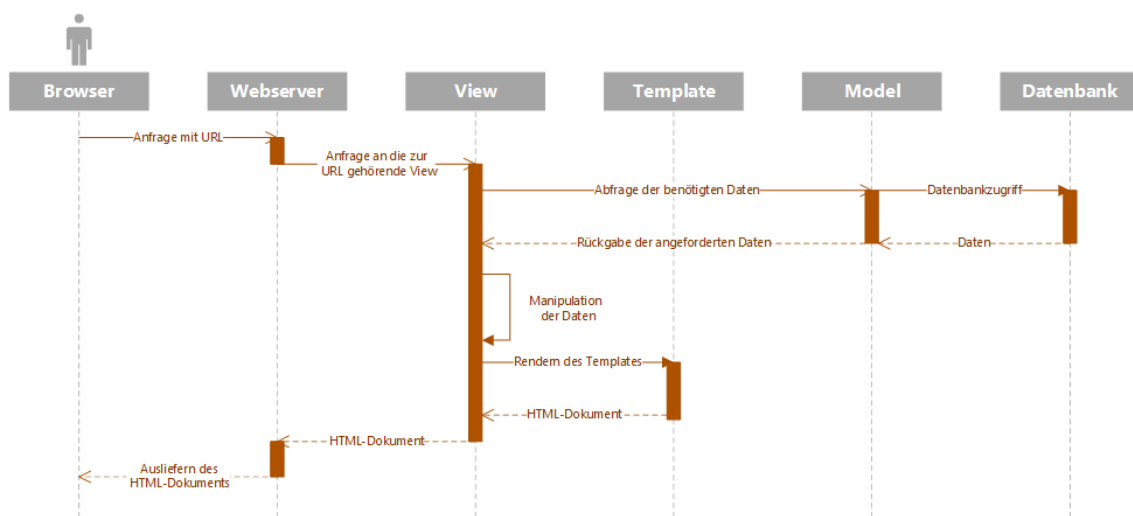 Browser
Webserver
View
Template
Model
Datenbank
Anfrage mit URL
Anfrage an die zur
URL gehörende View
Abfrage der benötigten Daten
Datenbankzugriff
Rückgabe der angeforderten Daten
Daten
Manipulation
der Daten
Rendern des Templates
HTML-Dokument
HTML-Dokument
Ausliefern des
HTML-Dokuments